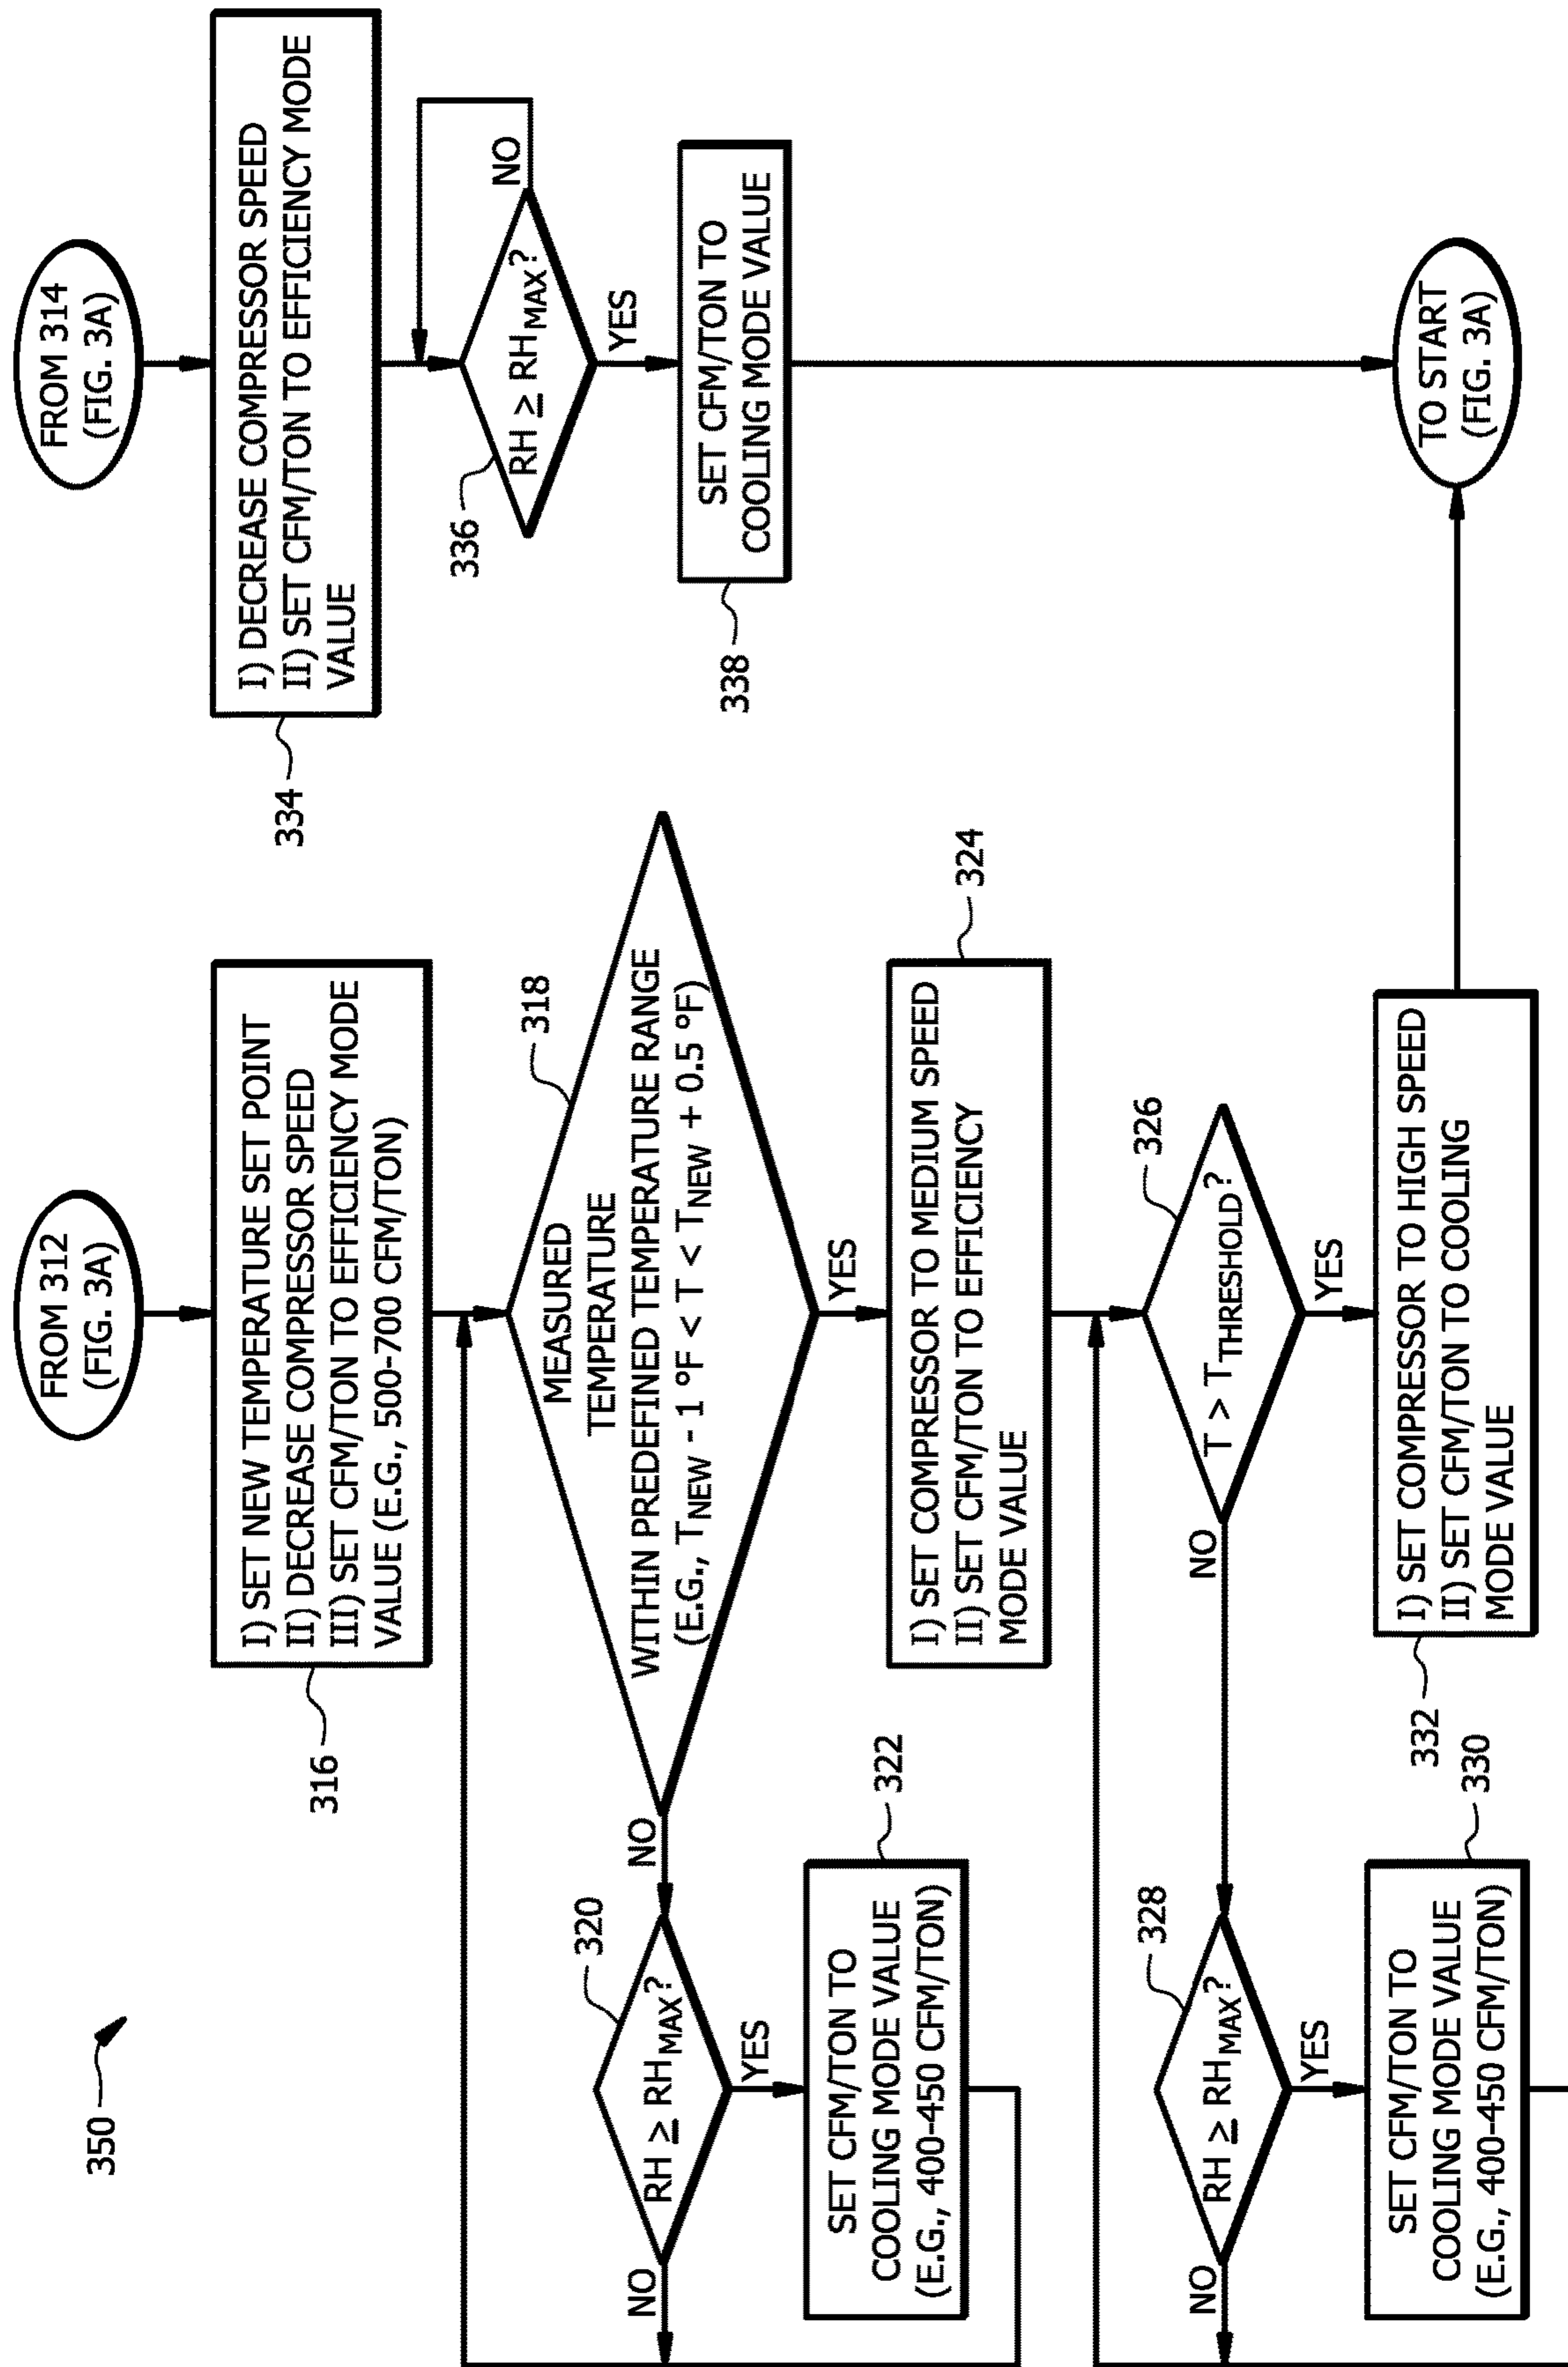 350
FROM 312
(FIG. 3A)
316
I) SET NEW TEMPERATURE SET POINT
II) DECREASE COMPRESSOR SPEED
III) SET CFM/TON TO EFFICIENCY MODE
VALUE (E.G., 500-700 CFM/TON)
318
MEASURED
TEMPERATURE
WITHIN PREDEFINED TEMPERATURE RANGE
(E.G., TNEW - 1 °F < T < TNEW + 0.5 °F)
NO
YES
320
RH ≥ RHMAX?
NO
YES
322
SET CFM/TON TO
COOLING MODE VALUE
(E.G., 400-450 CFM/TON)
324
I) SET COMPRESSOR TO MEDIUM SPEED
II) SET CFM/TON TO EFFICIENCY
MODE VALUE
326
T > TTHRESHOLD?
NO
YES
328
RH ≥ RHMAX?
NO
YES
330
SET CFM/TON TO
COOLING MODE VALUE
(E.G., 400-450 CFM/TON)
332
I) SET COMPRESSOR TO HIGH SPEED
II) SET CFM/TON TO COOLING
MODE VALUE
FROM 314
(FIG. 3A)
334
I) DECREASE COMPRESSOR SPEED
II) SET CFM/TON TO EFFICIENCY MODE
VALUE
336
RH ≥ RHMAX?
NO
YES
338
SET CFM/TON TO
COOLING MODE VALUE
TO START
(FIG. 3A)